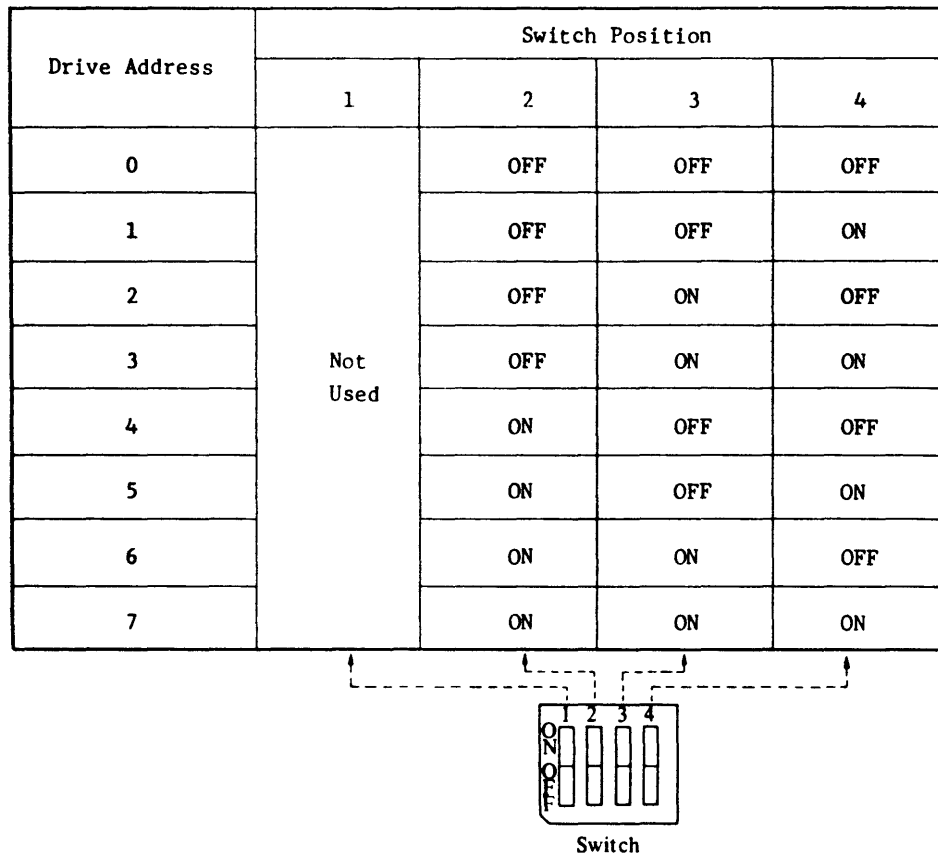 Drive Address
Switch Position
1 2 3 4
0 OFF OFF OFF
1 OFF OFF ON
2 OFF ON OFF
3 OFF ON ON
Not
Used
4 ON OFF OFF
5 ON OFF ON
6 ON ON OFF
7 ON ON ON
1 2 3 4
ON
OFF
Switch